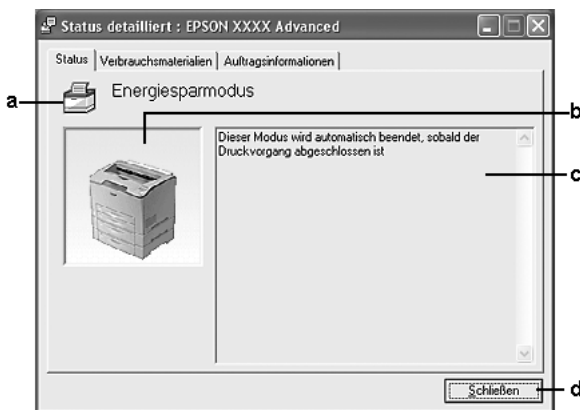 Status detailliert : EPSON XXXX Advanced
Status Verbrauchsmaterialien Auftragsinformationen
a
Energiesparmodus
b
Dieser Modus wird automatisch beendet, sobald der
Druckvorgang abgeschlossen ist
c
Schließen
d